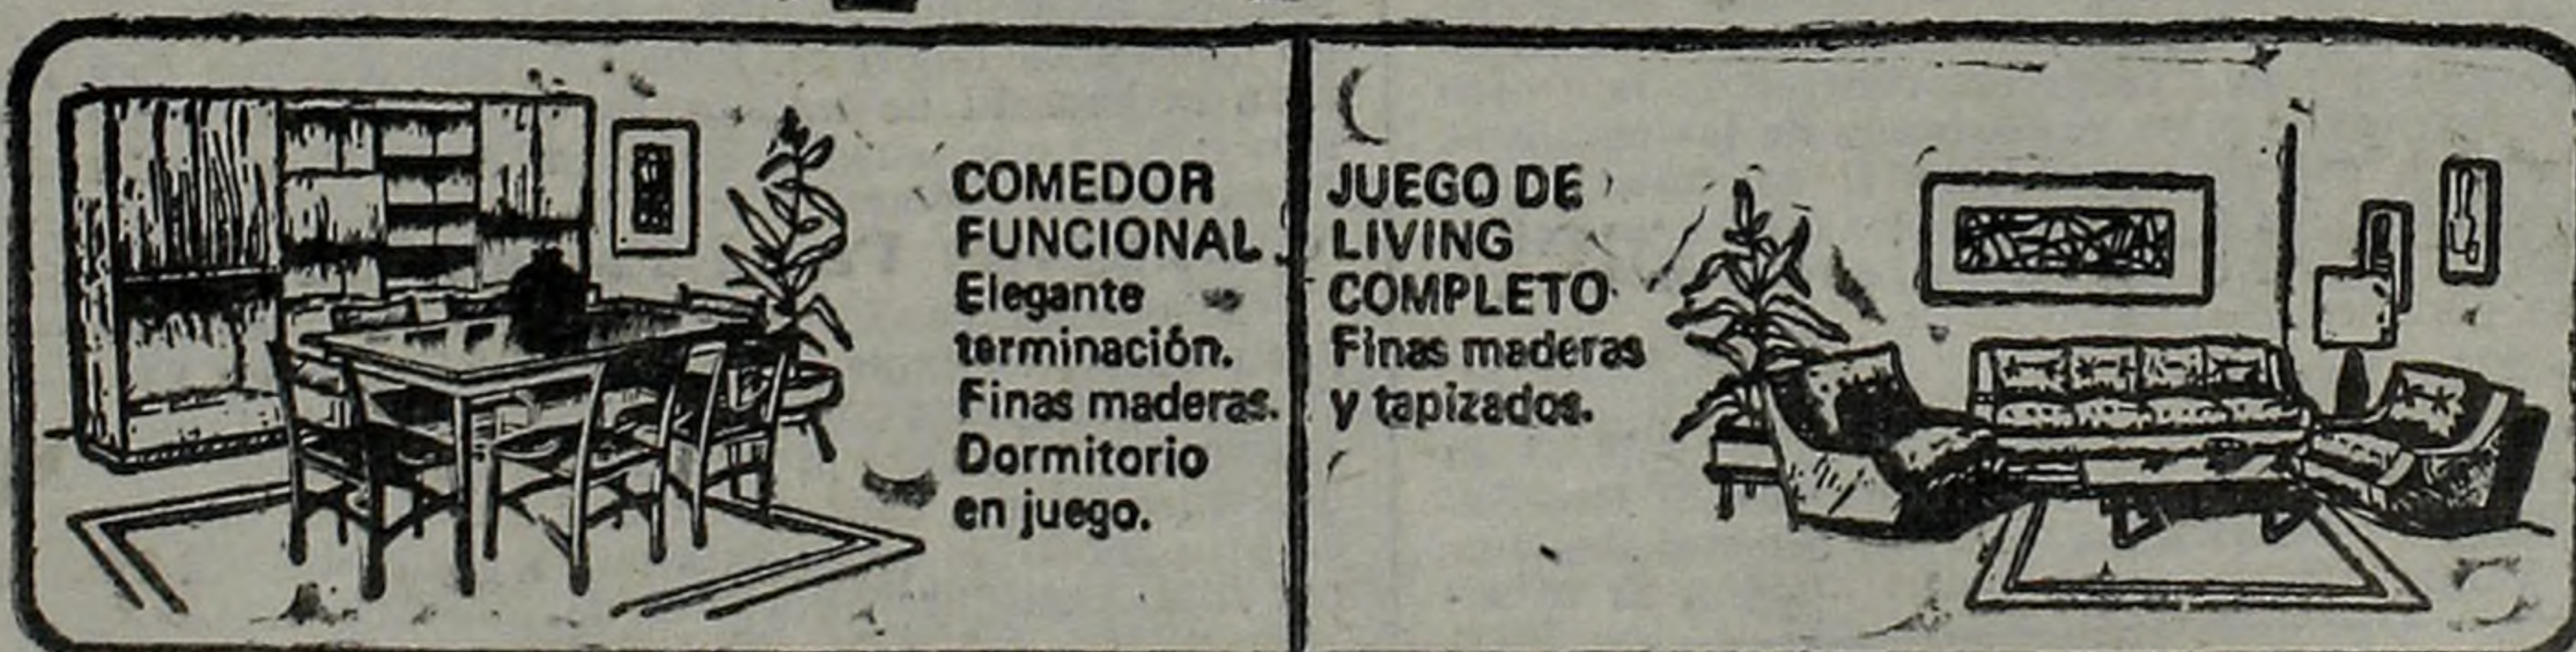 COMEDOR
FUNCIONAL
Elegante
terminación.
Finas maderas.
Dormitorio
en juego.
JUEGO DE
LIVING
COMPLETO
Finas maderas
y tapizados.